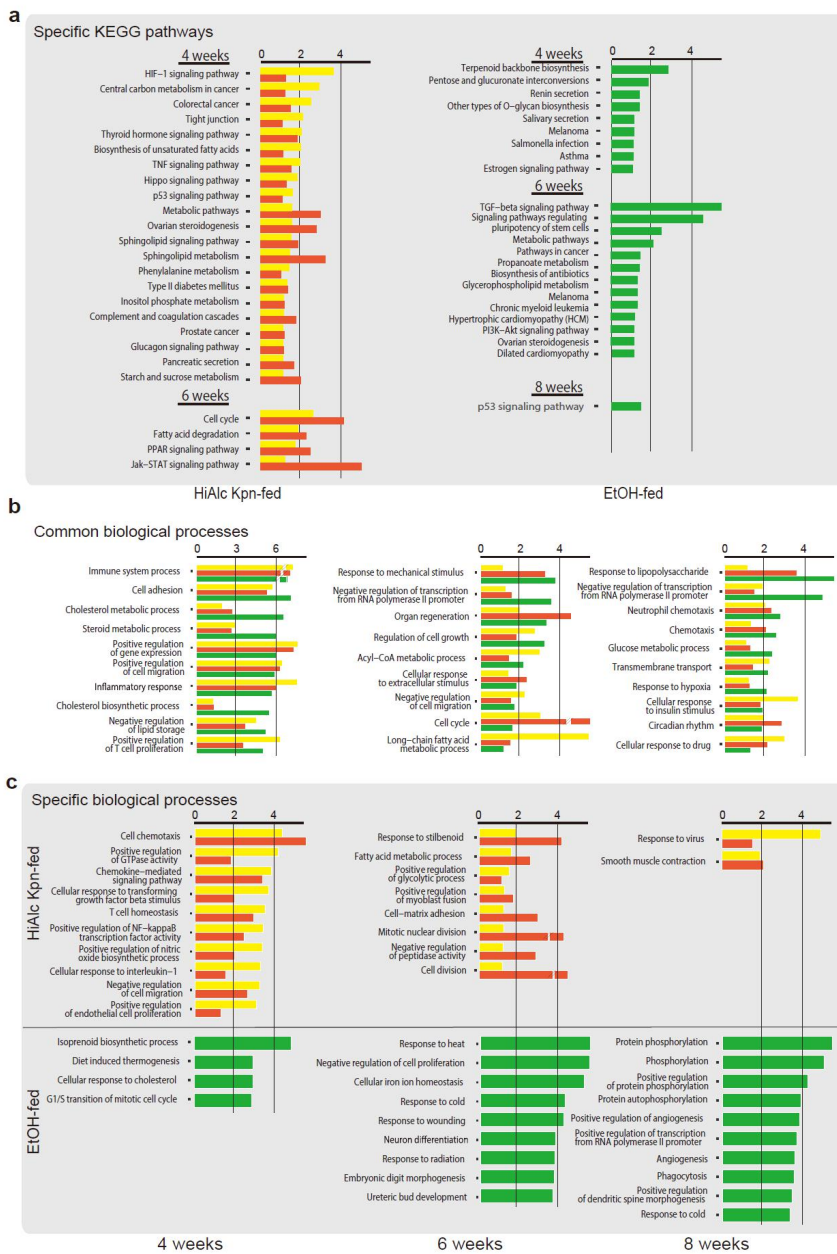 a
Specific KEGG pathways
4 weeks
0 2 4
HIF-1 signaling pathway
Central carbon metabolism in cancer
Colorectal cancer
Tight junction
Thyroid hormone signaling pathway
Biosynthesis of unsaturated fatty acids
TNF signaling pathway
Hippo signaling pathway
p53 signaling pathway
Metabolic pathways
Ovarian steroidogenesis
Sphingolipid signaling pathway
Sphingolipid metabolism
Phenylalanine metabolism
Type II diabetes mellitus
Inositol phosphate metabolism
Complement and coagulation cascades
Prostate cancer
Glucagon signaling pathway
Pancreatic secretion
Starch and sucrose metabolism
6 weeks
Cell cycle
Fatty acid degradation
PPAR signaling pathway
Jak-STAT signaling pathway
HiAlc Kpn-fed
4 weeks
0 2 4
Terpenoid backbone biosynthesis
Pentose and glucuronate interconversions
Renin secretion
Other types of O-glycan biosynthesis
Salivary secretion
Melanoma
Salmonella infection
Asthma
Estrogen signaling pathway
6 weeks
TGF-beta signaling pathway
Signaling pathways regulating
pluripotency of stem cells
Metabolic pathways
Pathways in cancer
Propanoate metabolism
Biosynthesis of antibiotics
Glycerophospholipid metabolism
Melanoma
Chronic myeloid leukemia
Hypertrophic cardiomyopathy (HCM)
PI3K-Akt signaling pathway
Ovarian steroidogenesis
Dilated cardiomyopathy
8 weeks
p53 signaling pathway
EtOH-fed
b
Common biological processes
0 3 6
Immune system process
Cell adhesion
Cholesterol metabolic process
Steroid metabolic process
Positive regulation
of gene expression
Positive regulation
of cell migration
Inflammatory response
Cholesterol biosynthetic process
Negative regulation
of lipid storage
Positive regulation
of T cell proliferation
0 2 4
Response to mechanical stimulus
Negative regulation of transcription
from RNA polymerase II promoter
Organ regeneration
Regulation of cell growth
Acyl-CoA metabolic process
Cellular response
to extracellular stimulus
Negative regulation
of cell migration
Cell cycle
Long-chain fatty acid
metabolic process
0 2 4
Response to lipopolysaccharide
Negative regulation of transcription
from RNA polymerase II promoter
Neutrophil chemotaxis
Chemotaxis
Glucose metabolic process
Transmembrane transport
Response to hypoxia
Cellular response
to insulin stimulus
Circadian rhythm
Cellular response to drug
c
Specific biological processes
HiAlc Kpn-fed
0 2 4
Cell chemotaxis
Positive regulation
of GTPase activity
Chemokine-mediated
signaling pathway
Cellular response to transforming
growth factor beta stimulus
T cell homeostasis
Positive regulation of NF-kappaB
transcription factor activity
Positive regulation of nitric
oxide biosynthetic process
Cellular response to interleukin-1
Negative regulation
of cell migration
Positive regulation
of endothelial cell proliferation
0 2 4
Response to stilbenoid
Fatty acid metabolic process
Positive regulation
of glycolytic process
Positive regulation
of myoblast fusion
Cell-matrix adhesion
Mitotic nuclear division
Negative regulation
of peptidase activity
Cell division
0 2 4
Response to virus
Smooth muscle contraction
EtOH-fed
Isoprenoid biosynthetic process
Diet induced thermogenesis
Cellular response to cholesterol
G1/S transition of mitotic cell cycle
Response to heat
Negative regulation of cell proliferation
Cellular iron ion homeostasis
Response to cold
Response to wounding
Neuron differentiation
Response to radiation
Embryonic digit morphogenesis
Ureteric bud development
Protein phosphorylation
Phosphorylation
Positive regulation
of protein phosphorylation
Protein autophosphorylation
Positive regulation of angiogenesis
Positive regulation of transcription
from RNA polymerase II promoter
Angiogenesis
Phagocytosis
Positive regulation
of dendritic spine morphogenesis
Response to cold
4 weeks
6 weeks
8 weeks